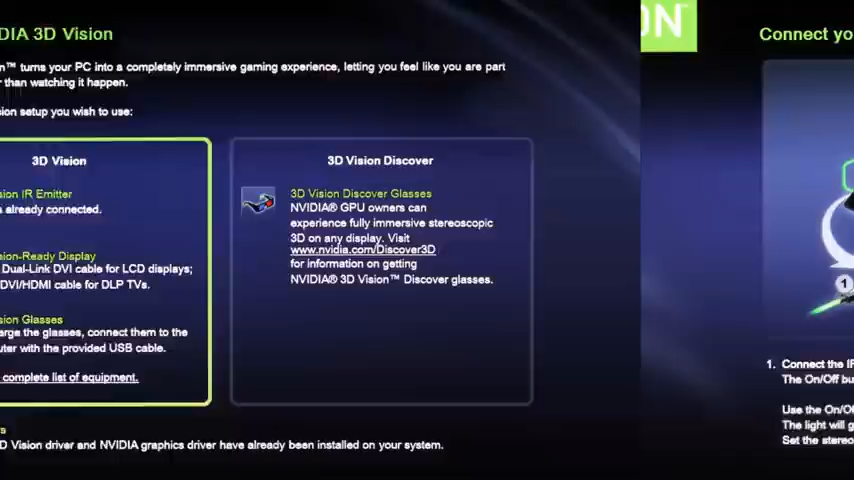 DIA 3D Vision
on™ turns your PC into a completely immersive gaming experience, letting you feel like you are part
r than watching it happen.
sion setup you wish to use:
3D Vision
sion IR Emitter
s already connected.
sion-Ready Display
Dual-Link DVI cable for LCD displays;
DVI/HDMI cable for DLP TVs.
sion Glasses
arge the glasses, connect them to the
uter with the provided USB cable.
complete list of equipment.
3D Vision Discover
3D Vision Discover Glasses
NVIDIA® GPU owners can
experience fully immersive stereoscopic
3D on any display. Visit
www.nvidia.com/Discover3D
for information on getting
NVIDIA® 3D Vision™ Discover glasses.
rs
D Vision driver and NVIDIA graphics driver have already been installed on your system.
ON
Connect yo
1
1. Connect the IR
The On/Off bu
Use the On/O
The light will g
Set the stereo